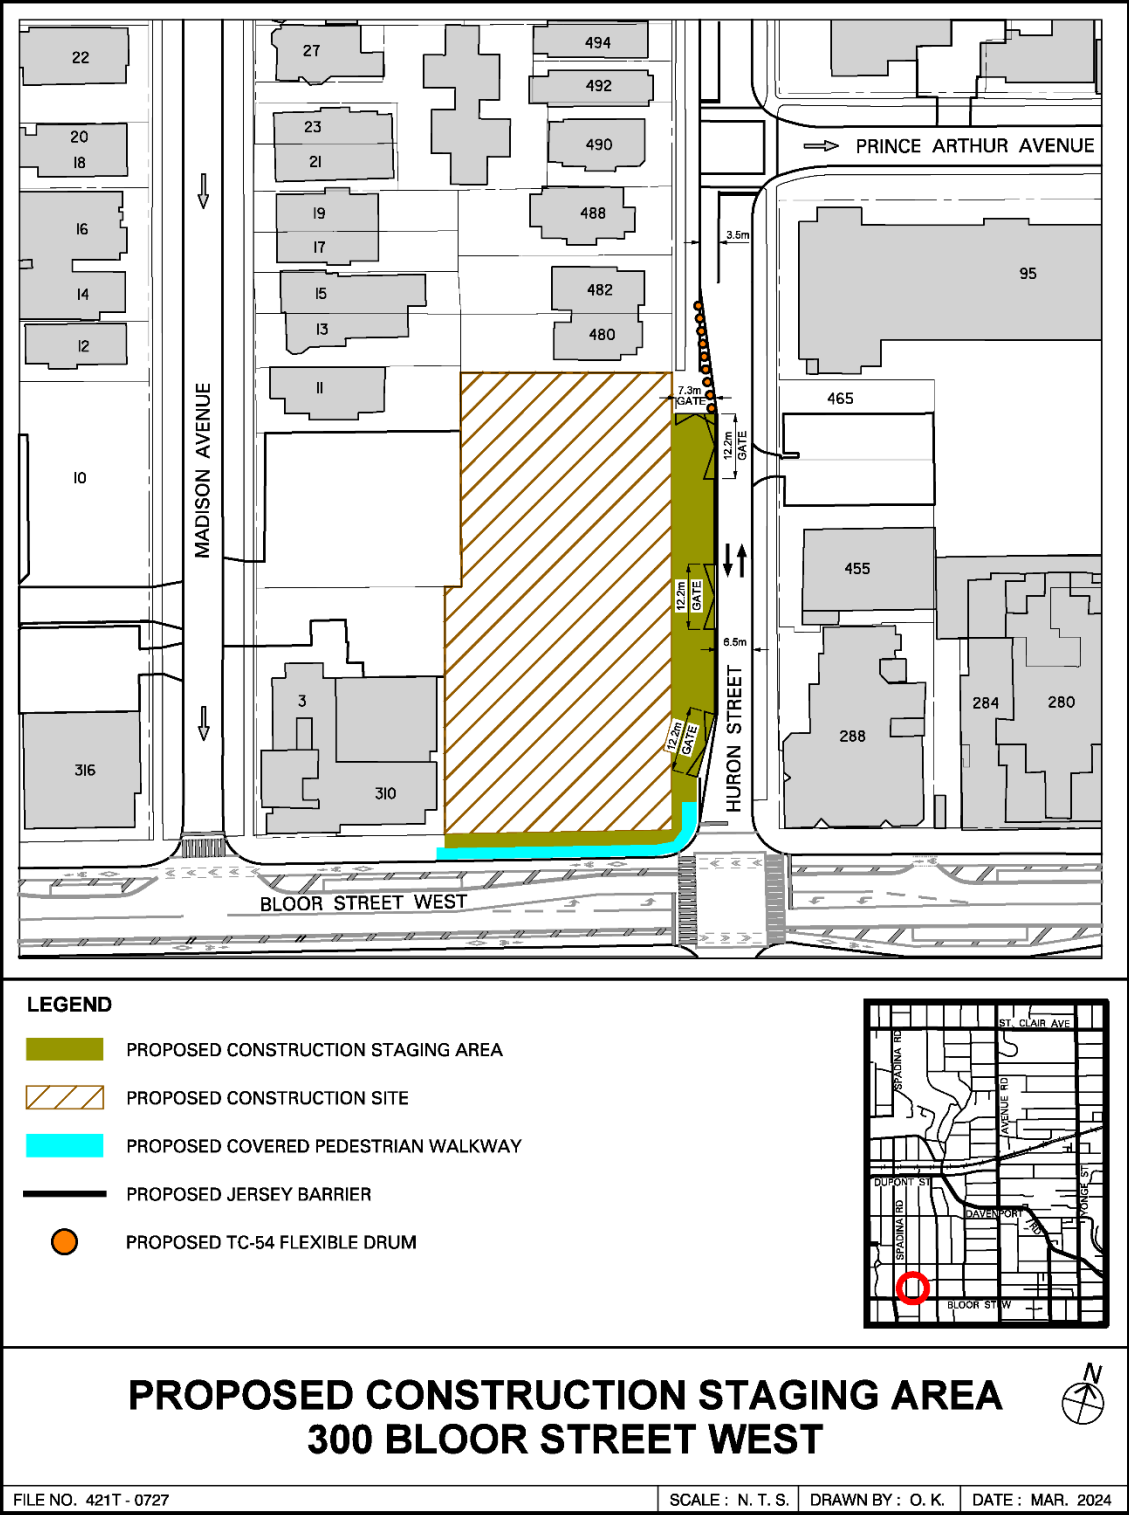 22
27
494
492
20
18
23
21
490
PRINCE ARTHUR AVENUE
16
19
17
488
3.5m
95
14
15
13
482
480
12
11
7.3m
GATE
465
MADISON AVENUE
12.2m
GATE
10
455
12.2m
GATE
6.5m
HURON STREET
3
12.2m
GATE
288
284
280
316
310
BLOOR STREET WEST
LEGEND
PROPOSED CONSTRUCTION STAGING AREA
PROPOSED CONSTRUCTION SITE
PROPOSED COVERED PEDESTRIAN WALKWAY
PROPOSED JERSEY BARRIER
PROPOSED TC-54 FLEXIBLE DRUM
ST. CLAIR AVE
SPADINA RD
AVENUE RD
YONGE ST
DUPONT ST
DAVENPORT RD
SPADINA RD
BLOOR ST W
PROPOSED CONSTRUCTION STAGING AREA
300 BLOOR STREET WEST
N
FILE NO. 421T - 0727
SCALE : N. T. S.
DRAWN BY : O. K.
DATE : MAR. 2024